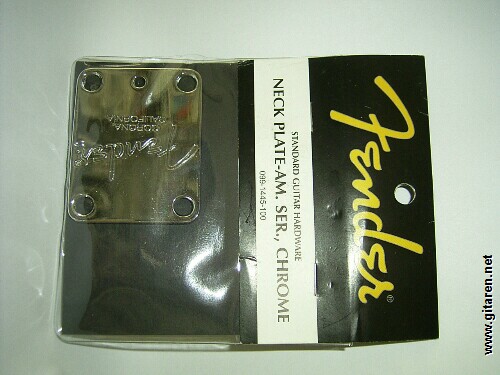 Fender®
STANDARD GUITAR HARDWARE
NECK PLATE-AM. SER., CHROME
099-1445-100
Fender
CORONA
CALIFORNIA
www.gitaren.net